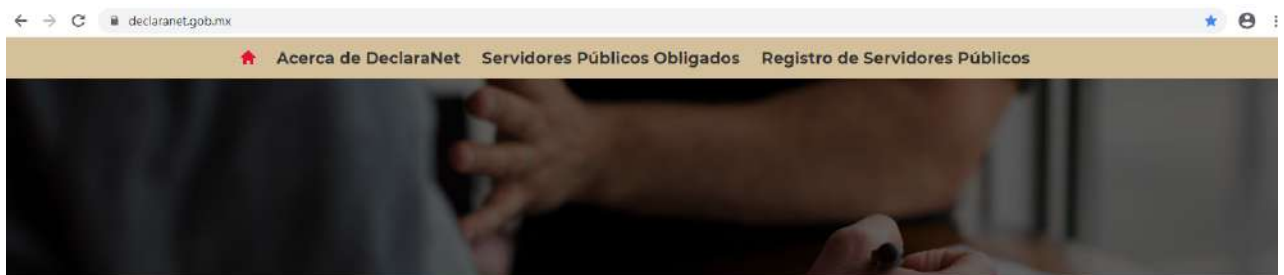 declaranet.gob.mx
Acerca de DeclaraNet Servidores Públicos Obligados Registro de Servidores Públicos